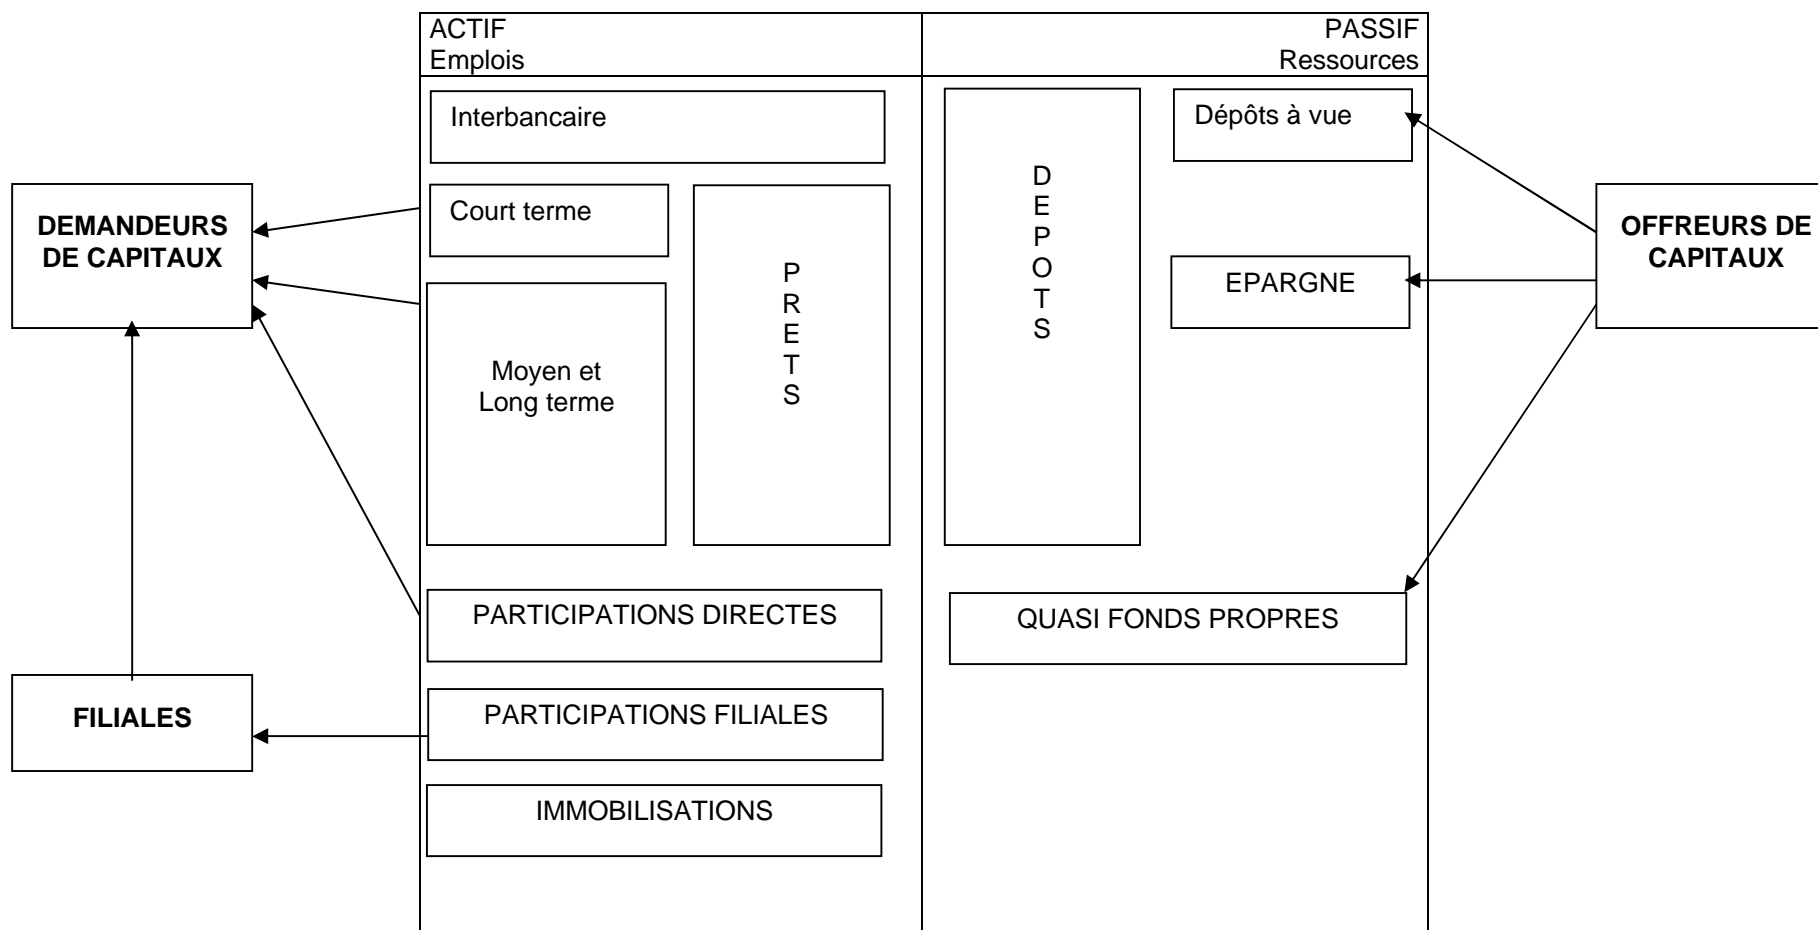 ACTIF
Emplois
PASSIF
Ressources
Interbancaire
Dépôts à vue
DEMANDEURS
DE CAPITAUX
Court terme
P
R
E
T
S
D
E
P
O
T
S
OFFREURS DE
CAPITAUX
EPARGNE
Moyen et
Long terme
PARTICIPATIONS DIRECTES
QUASI FONDS PROPRES
FILIALES
PARTICIPATIONS FILIALES
IMMOBILISATIONS